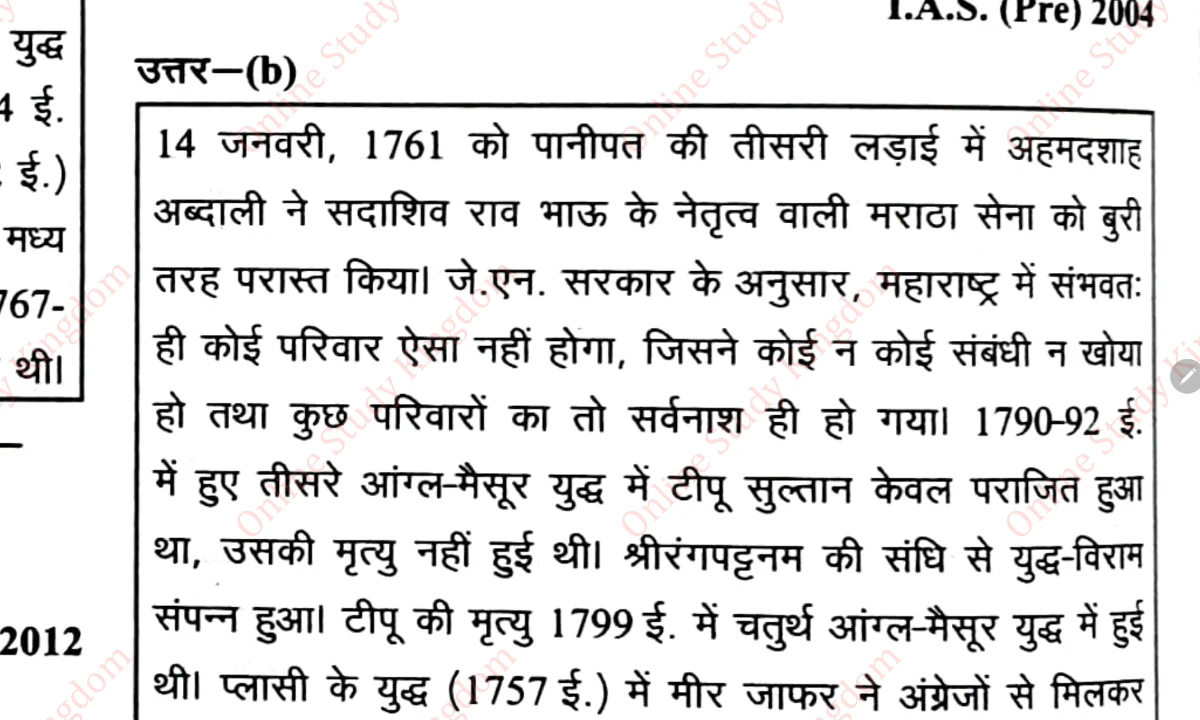 I.A.S. (Pre) 2004
युद्ध
4 ई.
ई.)
मध्य
767-
थी।
2012
उत्तर–(b)
14 जनवरी, 1761 को पानीपत की तीसरी लड़ाई में अहमदशाह
अब्दाली ने सदाशिव राव भाऊ के नेतृत्व वाली मराठा सेना को बुरी
तरह परास्त किया। जे.एन. सरकार के अनुसार, महाराष्ट्र में संभवतः
ही कोई परिवार ऐसा नहीं होगा, जिसने कोई न कोई संबंधी न खोया
हो तथा कुछ परिवारों का तो सर्वनाश ही हो गया। 1790-92 ई.
में हुए तीसरे आंग्ल-मैसूर युद्ध में टीपू सुल्तान केवल पराजित हुआ
था, उसकी मृत्यु नहीं हुई थी। श्रीरंगपट्टनम की संधि से युद्ध-विराम
संपन्न हुआ। टीपू की मृत्यु 1799 ई. में चतुर्थ आंग्ल-मैसूर युद्ध में हुई
थी। प्लासी के युद्ध (1757 ई.) में मीर जाफर ने अंग्रेजों से मिलकर
Online Study Kingdom